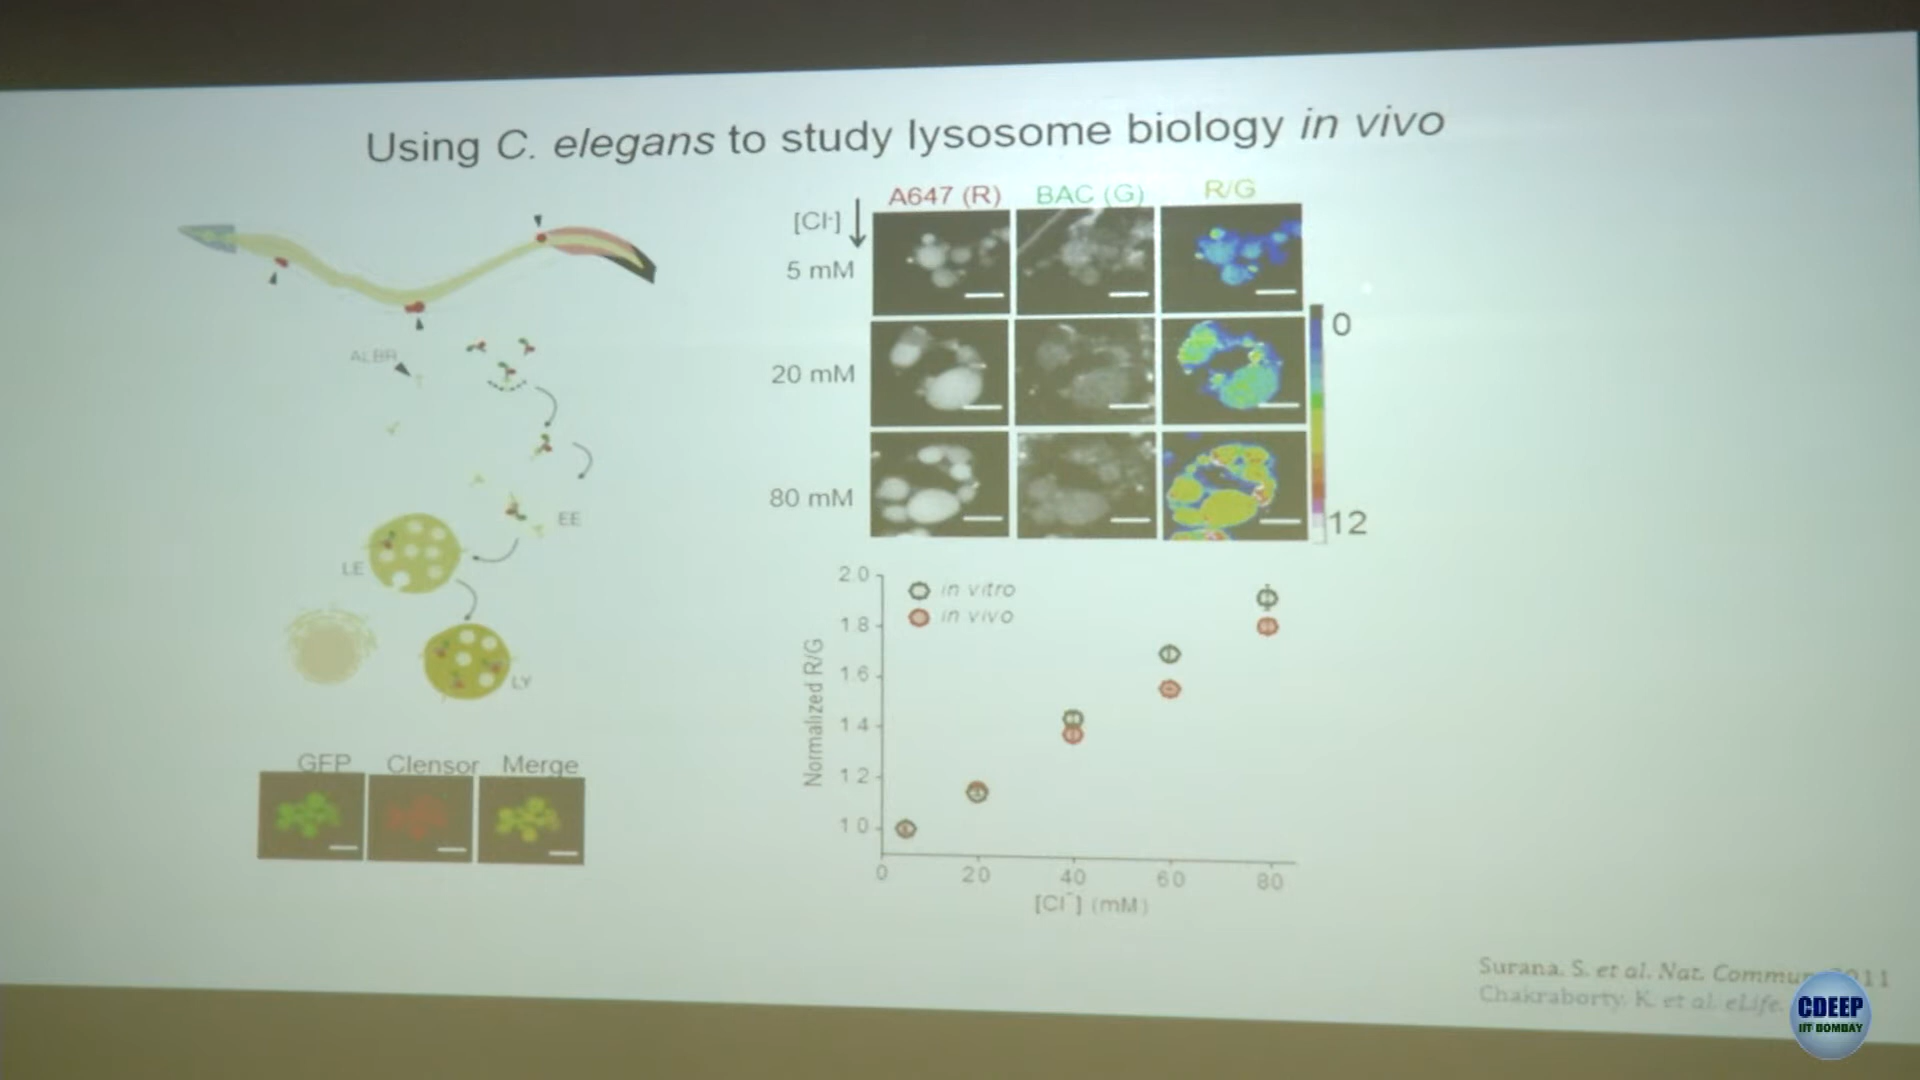 Using C. elegans to study lysosome biology in vivo
A647 (R) BAC (G) R/G
[Cl-]
5 mM
20 mM
80 mM
0
12
ALBR
EE
LE
LY
GFP Clensor Merge
in vitro
in vivo
2.0
1.8
1.6
1.4
1.2
1.0
Normalized R/G
0 20 40 60 80
[Cl-] (mM)
Surana. S. et al. Nat. Commun. 2011
Chakraborty. K. et al. eLife.
CDEEP
IIT BOMBAY